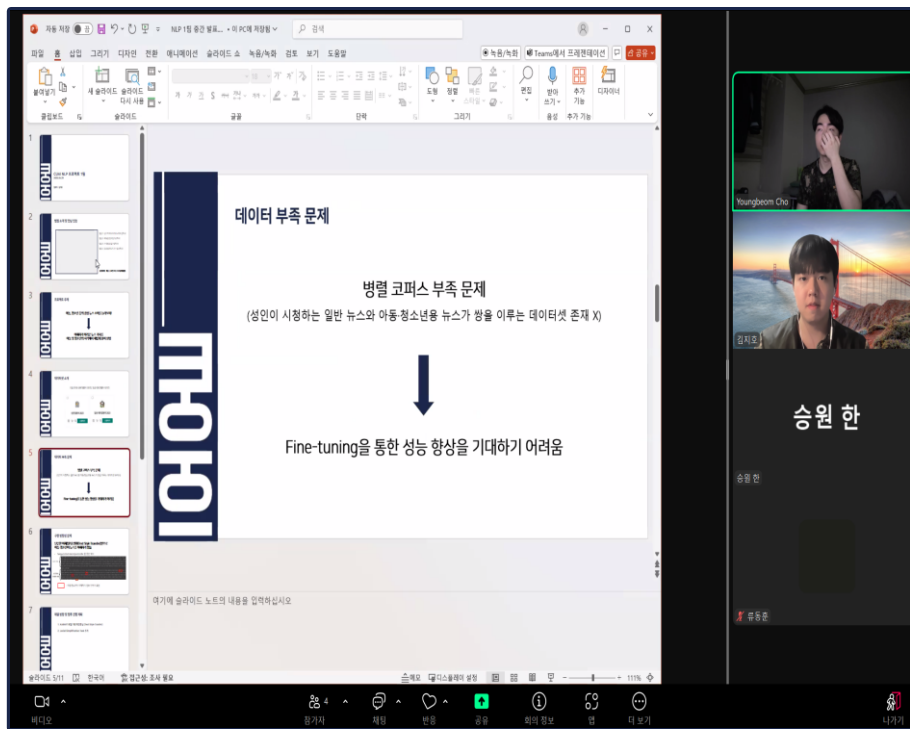 자동 저장
NLP 1팀 중간 발표... • 이 PC에 저장됨
검색
파일 홈 삽입 그리기 디자인 전환 애니메이션 슬라이드 쇼 녹음/녹화 검토 보기 도움말
녹음/녹화 Teams에서 프레젠테이션 공유
붙여넣기
새 슬라이드
슬라이드 다시 사용
도형 정렬 빠른 스타일
편집
받아쓰기
추가 기능
디자이너
클립보드 슬라이드 글꼴 단락 그리기 음성 추가 기능
1
2
3
4
5
6
7
데이터 부족 문제
병렬 코퍼스 부족 문제
(성인이 시청하는 일반 뉴스와 아동·청소년용 뉴스가 쌍을 이루는 데이터셋 존재 X)
Fine-tuning을 통한 성능 향상을 기대하기 어려움
여기에 슬라이드 노트의 내용을 입력하십시오
슬라이드 5/11 한국어 접근성: 조사 필요 메모 디스플레이 설정 111%
Youngbeom Cho
김지호
승원 한
승원 한
류동훈
비디오
4
참가자 채팅 반응 공유 회의 정보 앱 더 보기
나가기